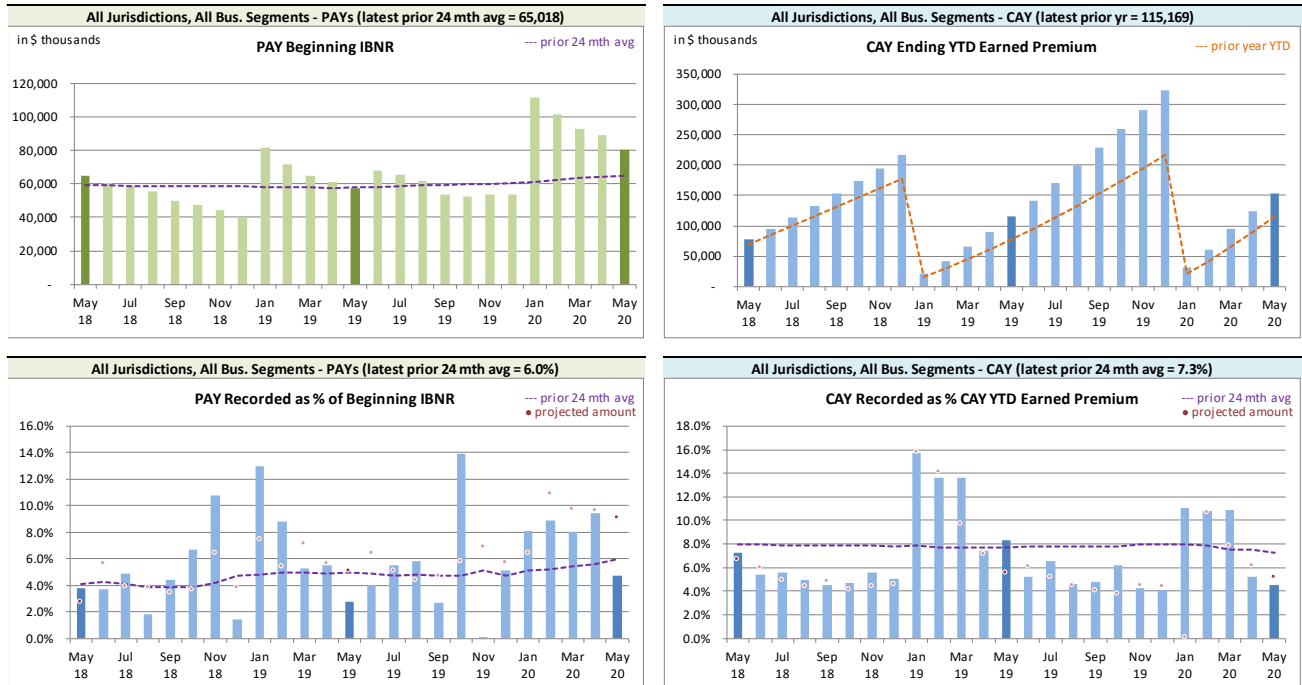 All Jurisdictions, All Bus. Segments - PAYs (latest prior 24 mth avg = 65,018)
in $ thousands
PAY Beginning IBNR
--- prior 24 mth avg
120,000
100,000
80,000
60,000
40,000
20,000
-
May Jul Sep Nov Jan Mar May Jul Sep Nov Jan Mar May
18 18 18 18 19 19 19 19 19 19 20 20 20
All Jurisdictions, All Bus. Segments - CAY (latest prior yr = 115,169)
in $ thousands
CAY Ending YTD Earned Premium
--- prior year YTD
350,000
300,000
250,000
200,000
150,000
100,000
50,000
-
May Jul Sep Nov Jan Mar May Jul Sep Nov Jan Mar May
18 18 18 18 19 19 19 19 19 19 20 20 20
All Jurisdictions, All Bus. Segments - PAYs (latest prior 24 mth avg = 6.0%)
PAY Recorded as % of Beginning IBNR
--- prior 24 mth avg
• projected amount
16.0%
14.0%
12.0%
10.0%
8.0%
6.0%
4.0%
2.0%
0.0%
May Jul Sep Nov Jan Mar May Jul Sep Nov Jan Mar May
18 18 18 18 19 19 19 19 19 19 20 20 20
All Jurisdictions, All Bus. Segments - CAY (latest prior 24 mth avg = 7.3%)
CAY Recorded as % CAY YTD Earned Premium
--- prior 24 mth avg
• projected amount
18.0%
16.0%
14.0%
12.0%
10.0%
8.0%
6.0%
4.0%
2.0%
0.0%
May Jul Sep Nov Jan Mar May Jul Sep Nov Jan Mar May
18 18 18 18 19 19 19 19 19 19 20 20 20